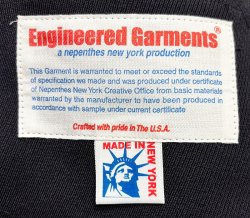 Engineered Garments®
a nepenthes new york production
This Garment is warranted to meet or exceed the standards
of specification we made and was produced under certificate
of Nepenthes New York Creative Office from basic materials
warranted by the manufacturer to have been produced in
accordance with sample under current certificate
Crafted with pride in The U.S.A.
MADE IN
NEW YORK